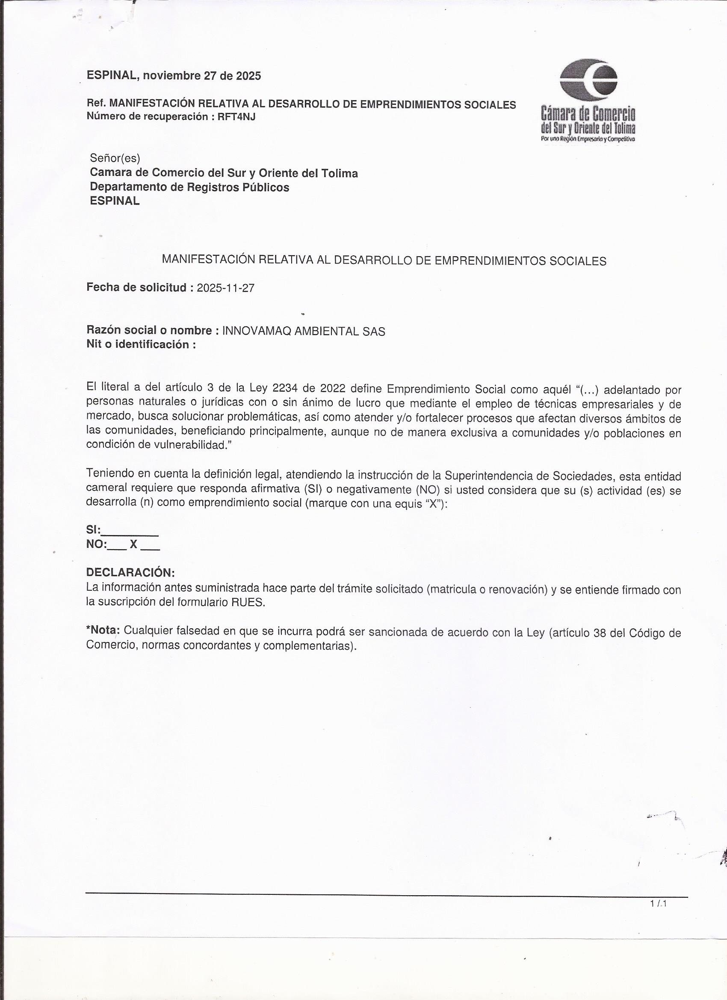 ESPINAL, noviembre 27 de 2025
Ref. MANIFESTACIÓN RELATIVA AL DESARROLLO DE EMPRENDIMIENTOS SOCIALES
Número de recuperación : RFT4NJ
Cámara de Comercio
del Sur y Oriente del Tolima
Por una Región Empresaria y Competitiva
Señor(es)
Camara de Comercio del Sur y Oriente del Tolima
Departamento de Registros Públicos
ESPINAL
MANIFESTACIÓN RELATIVA AL DESARROLLO DE EMPRENDIMIENTOS SOCIALES
Fecha de solicitud : 2025-11-27
Razón social o nombre : INNOVAMAQ AMBIENTAL SAS
Nit o identificación :
El literal a del artículo 3 de la Ley 2234 de 2022 define Emprendimiento Social como aquél “(...) adelantado por
personas naturales o jurídicas con o sin ánimo de lucro que mediante el empleo de técnicas empresariales y de
mercado, busca solucionar problemáticas, así como atender y/o fortalecer procesos que afectan diversos ámbitos de
las comunidades, beneficiando principalmente, aunque no de manera exclusiva a comunidades y/o poblaciones en
condición de vulnerabilidad.”
Teniendo en cuenta la definición legal, atendiendo la instrucción de la Superintendencia de Sociedades, esta entidad
cameral requiere que responda afirmativa (SI) o negativamente (NO) si usted considera que su (s) actividad (es) se
desarrolla (n) como emprendimiento social (marque con una equis “X”):
SI:_________
NO:___ X ___
DECLARACIÓN:
La información antes suministrada hace parte del trámite solicitado (matricula o renovación) y se entiende firmado con
la suscripción del formulario RUES.
*Nota: Cualquier falsedad en que se incurra podrá ser sancionada de acuerdo con la Ley (artículo 38 del Código de
Comercio, normas concordantes y complementarias).
1 / 1